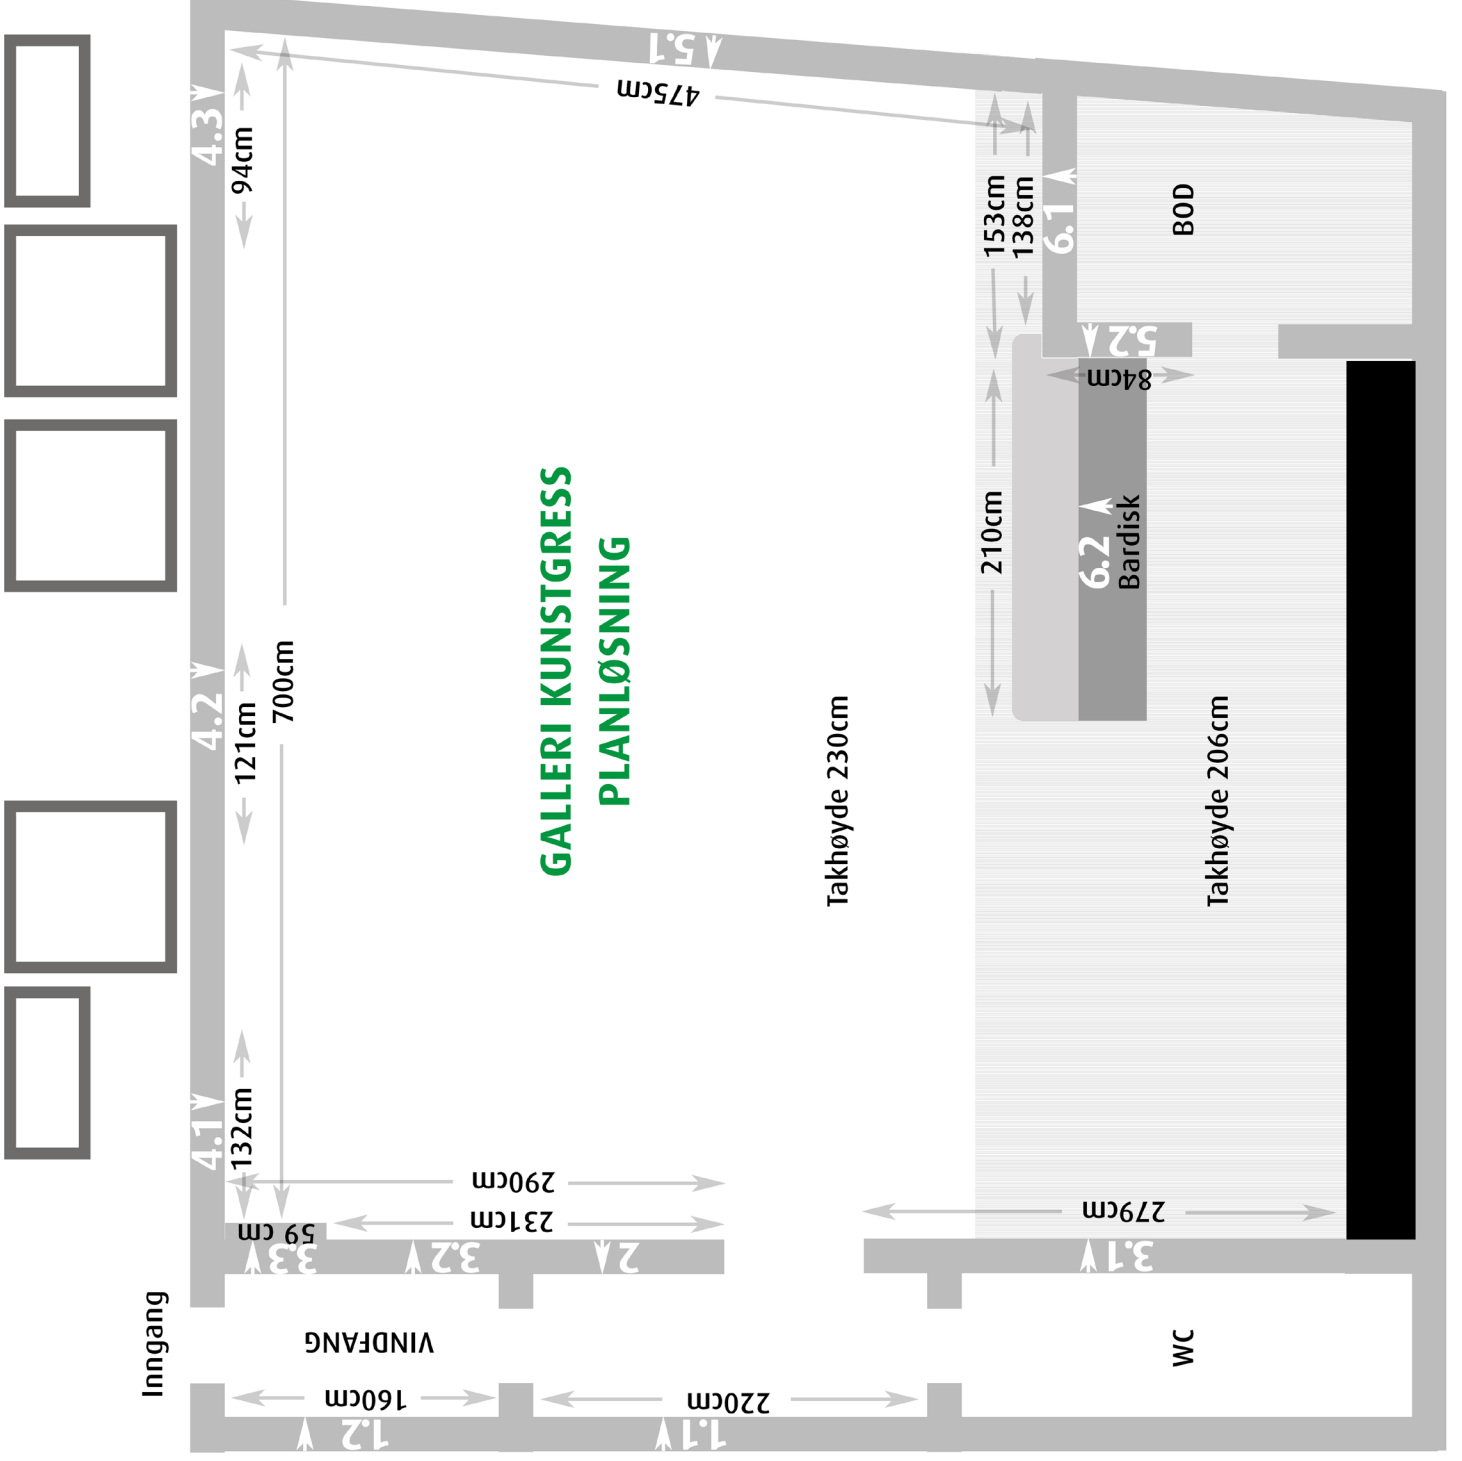 GALLERI KUNSTGRESS
PLANLØSNING
5.1
475cm
4.3
94cm
153cm
138cm
6.1
BOD
5.2
84cm
210cm
6.2
Bardisk
4.2
121cm
700cm
Takhøyde 230cm
Takhøyde 206cm
4.1
132cm
290cm
231cm
59 cm
279cm
3.3
3.2
2
3.1
Inngang
VINDFANG
WC
160cm
220cm
1.2
1.1